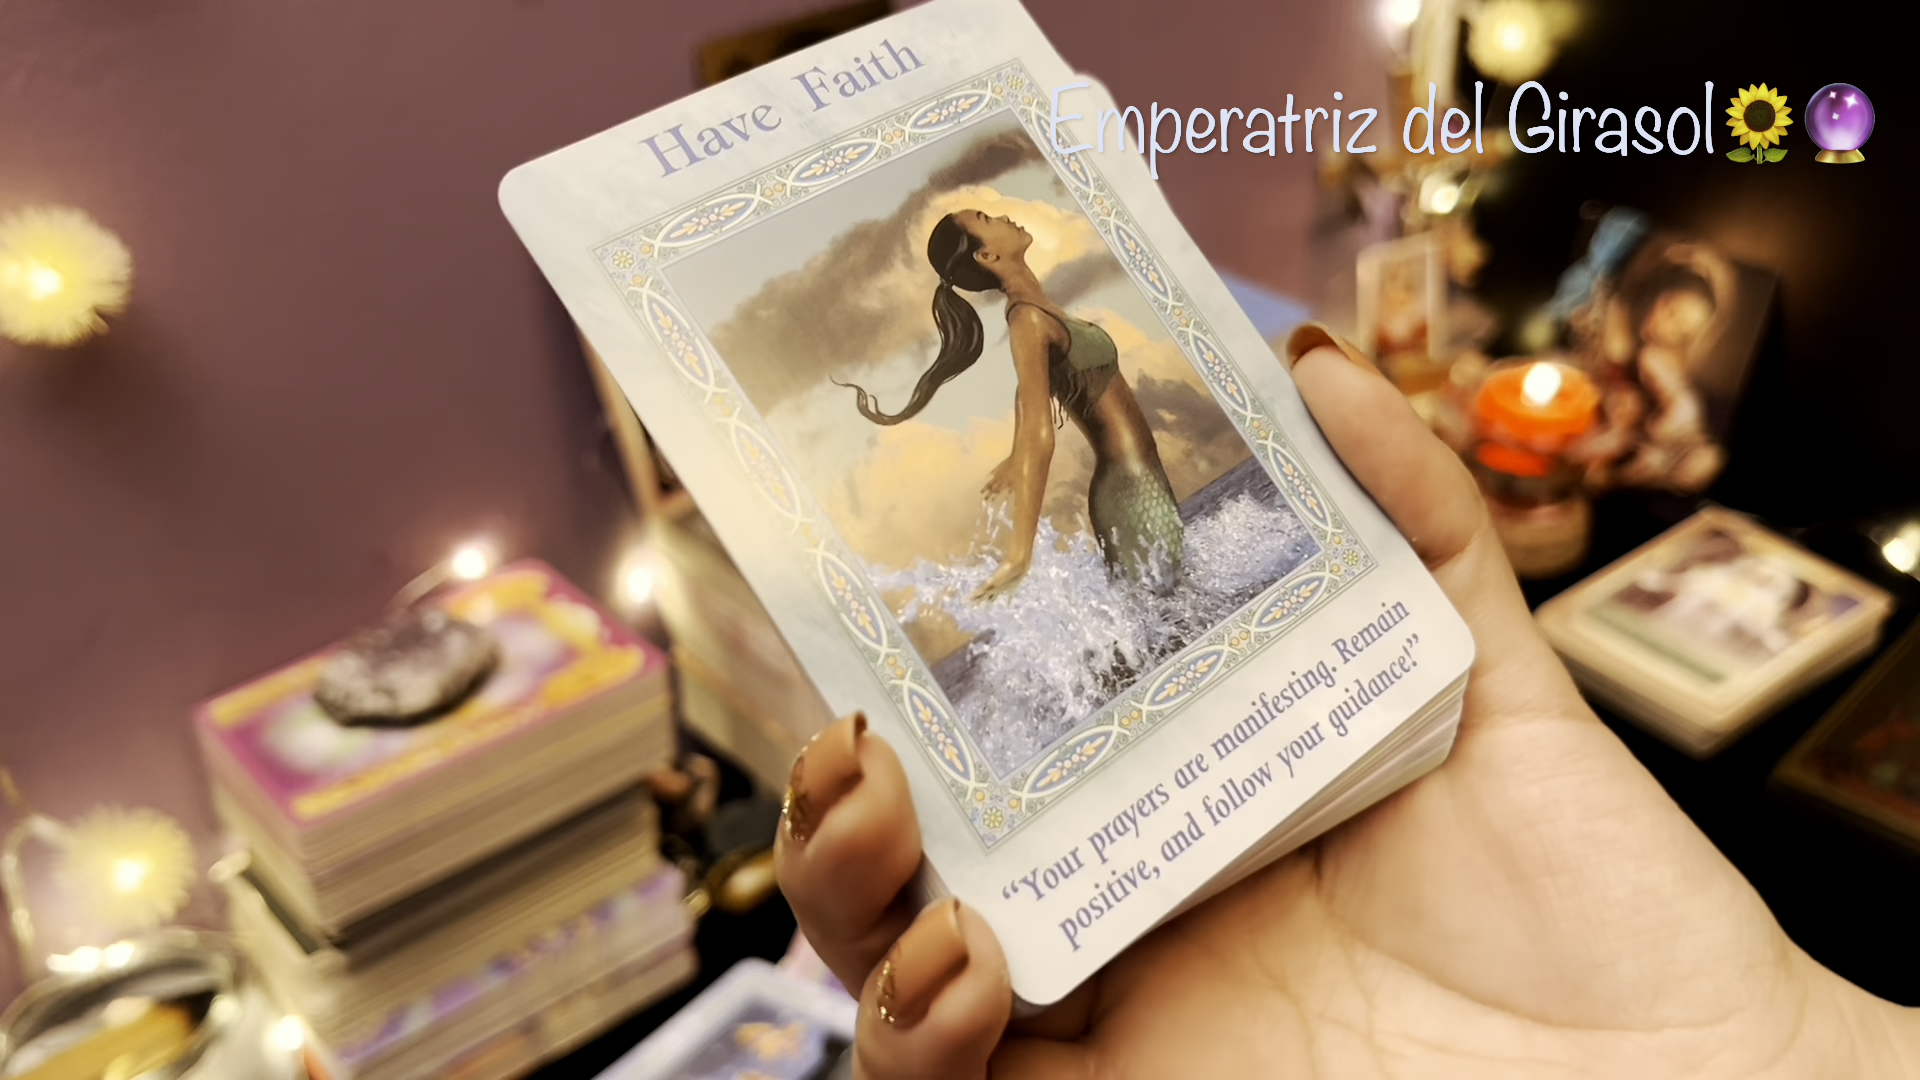 Have Faith
Emperatriz del Girasol🌻🔮
“Your prayers are manifesting. Remain
positive, and follow your guidance!”